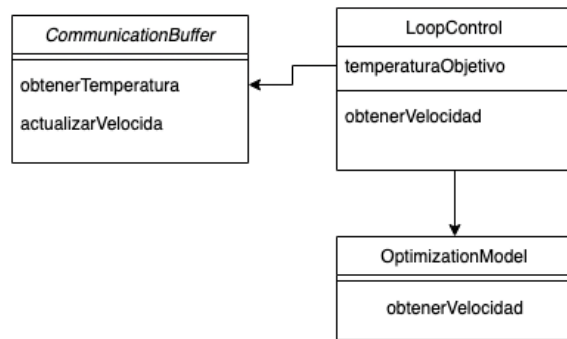 CommunicationBuffer
obtenerTemperatura
actualizarVelocida
LoopControl
temperaturaObjetivo
obtenerVelocidad
OptimizationModel
obtenerVelocidad